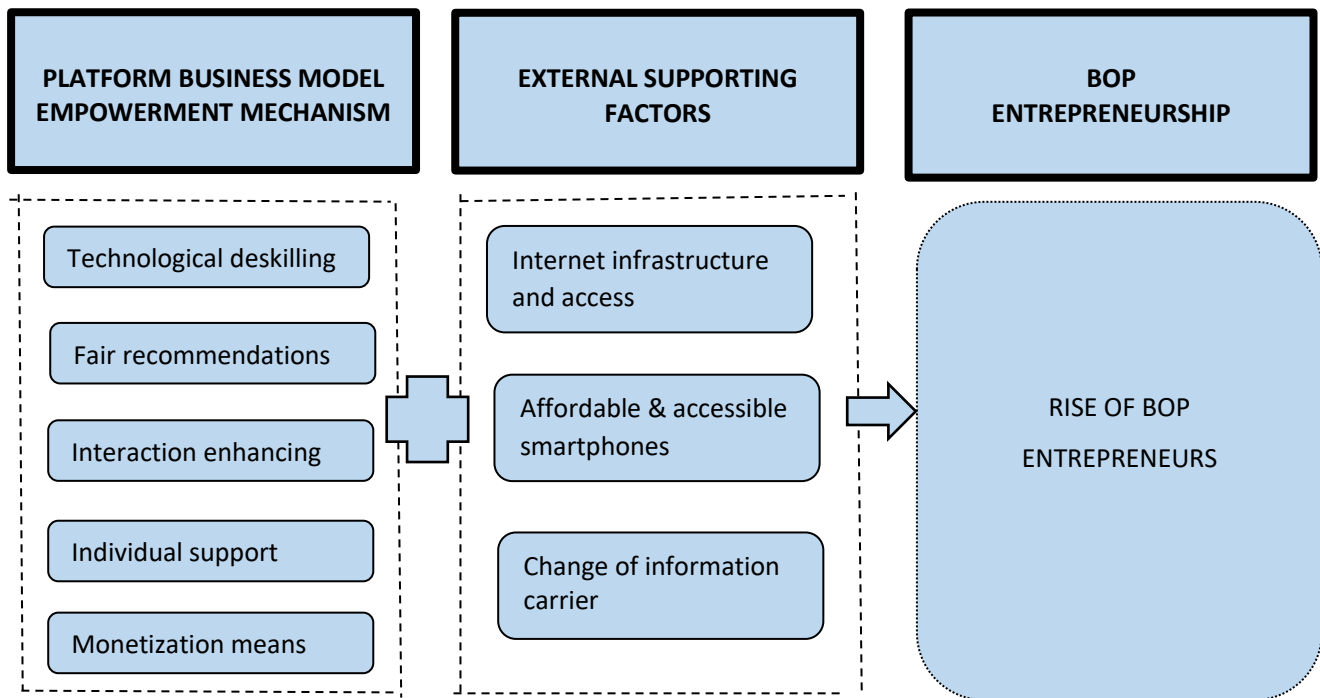 PLATFORM BUSINESS MODEL
EMPOWERMENT MECHANISM
EXTERNAL SUPPORTING
FACTORS
BOP
ENTREPRENEURSHIP
Technological deskilling
Fair recommendations
Interaction enhancing
Individual support
Monetization means
Internet infrastructure
and access
Affordable & accessible
smartphones
Change of information
carrier
RISE OF BOP
ENTREPRENEURS